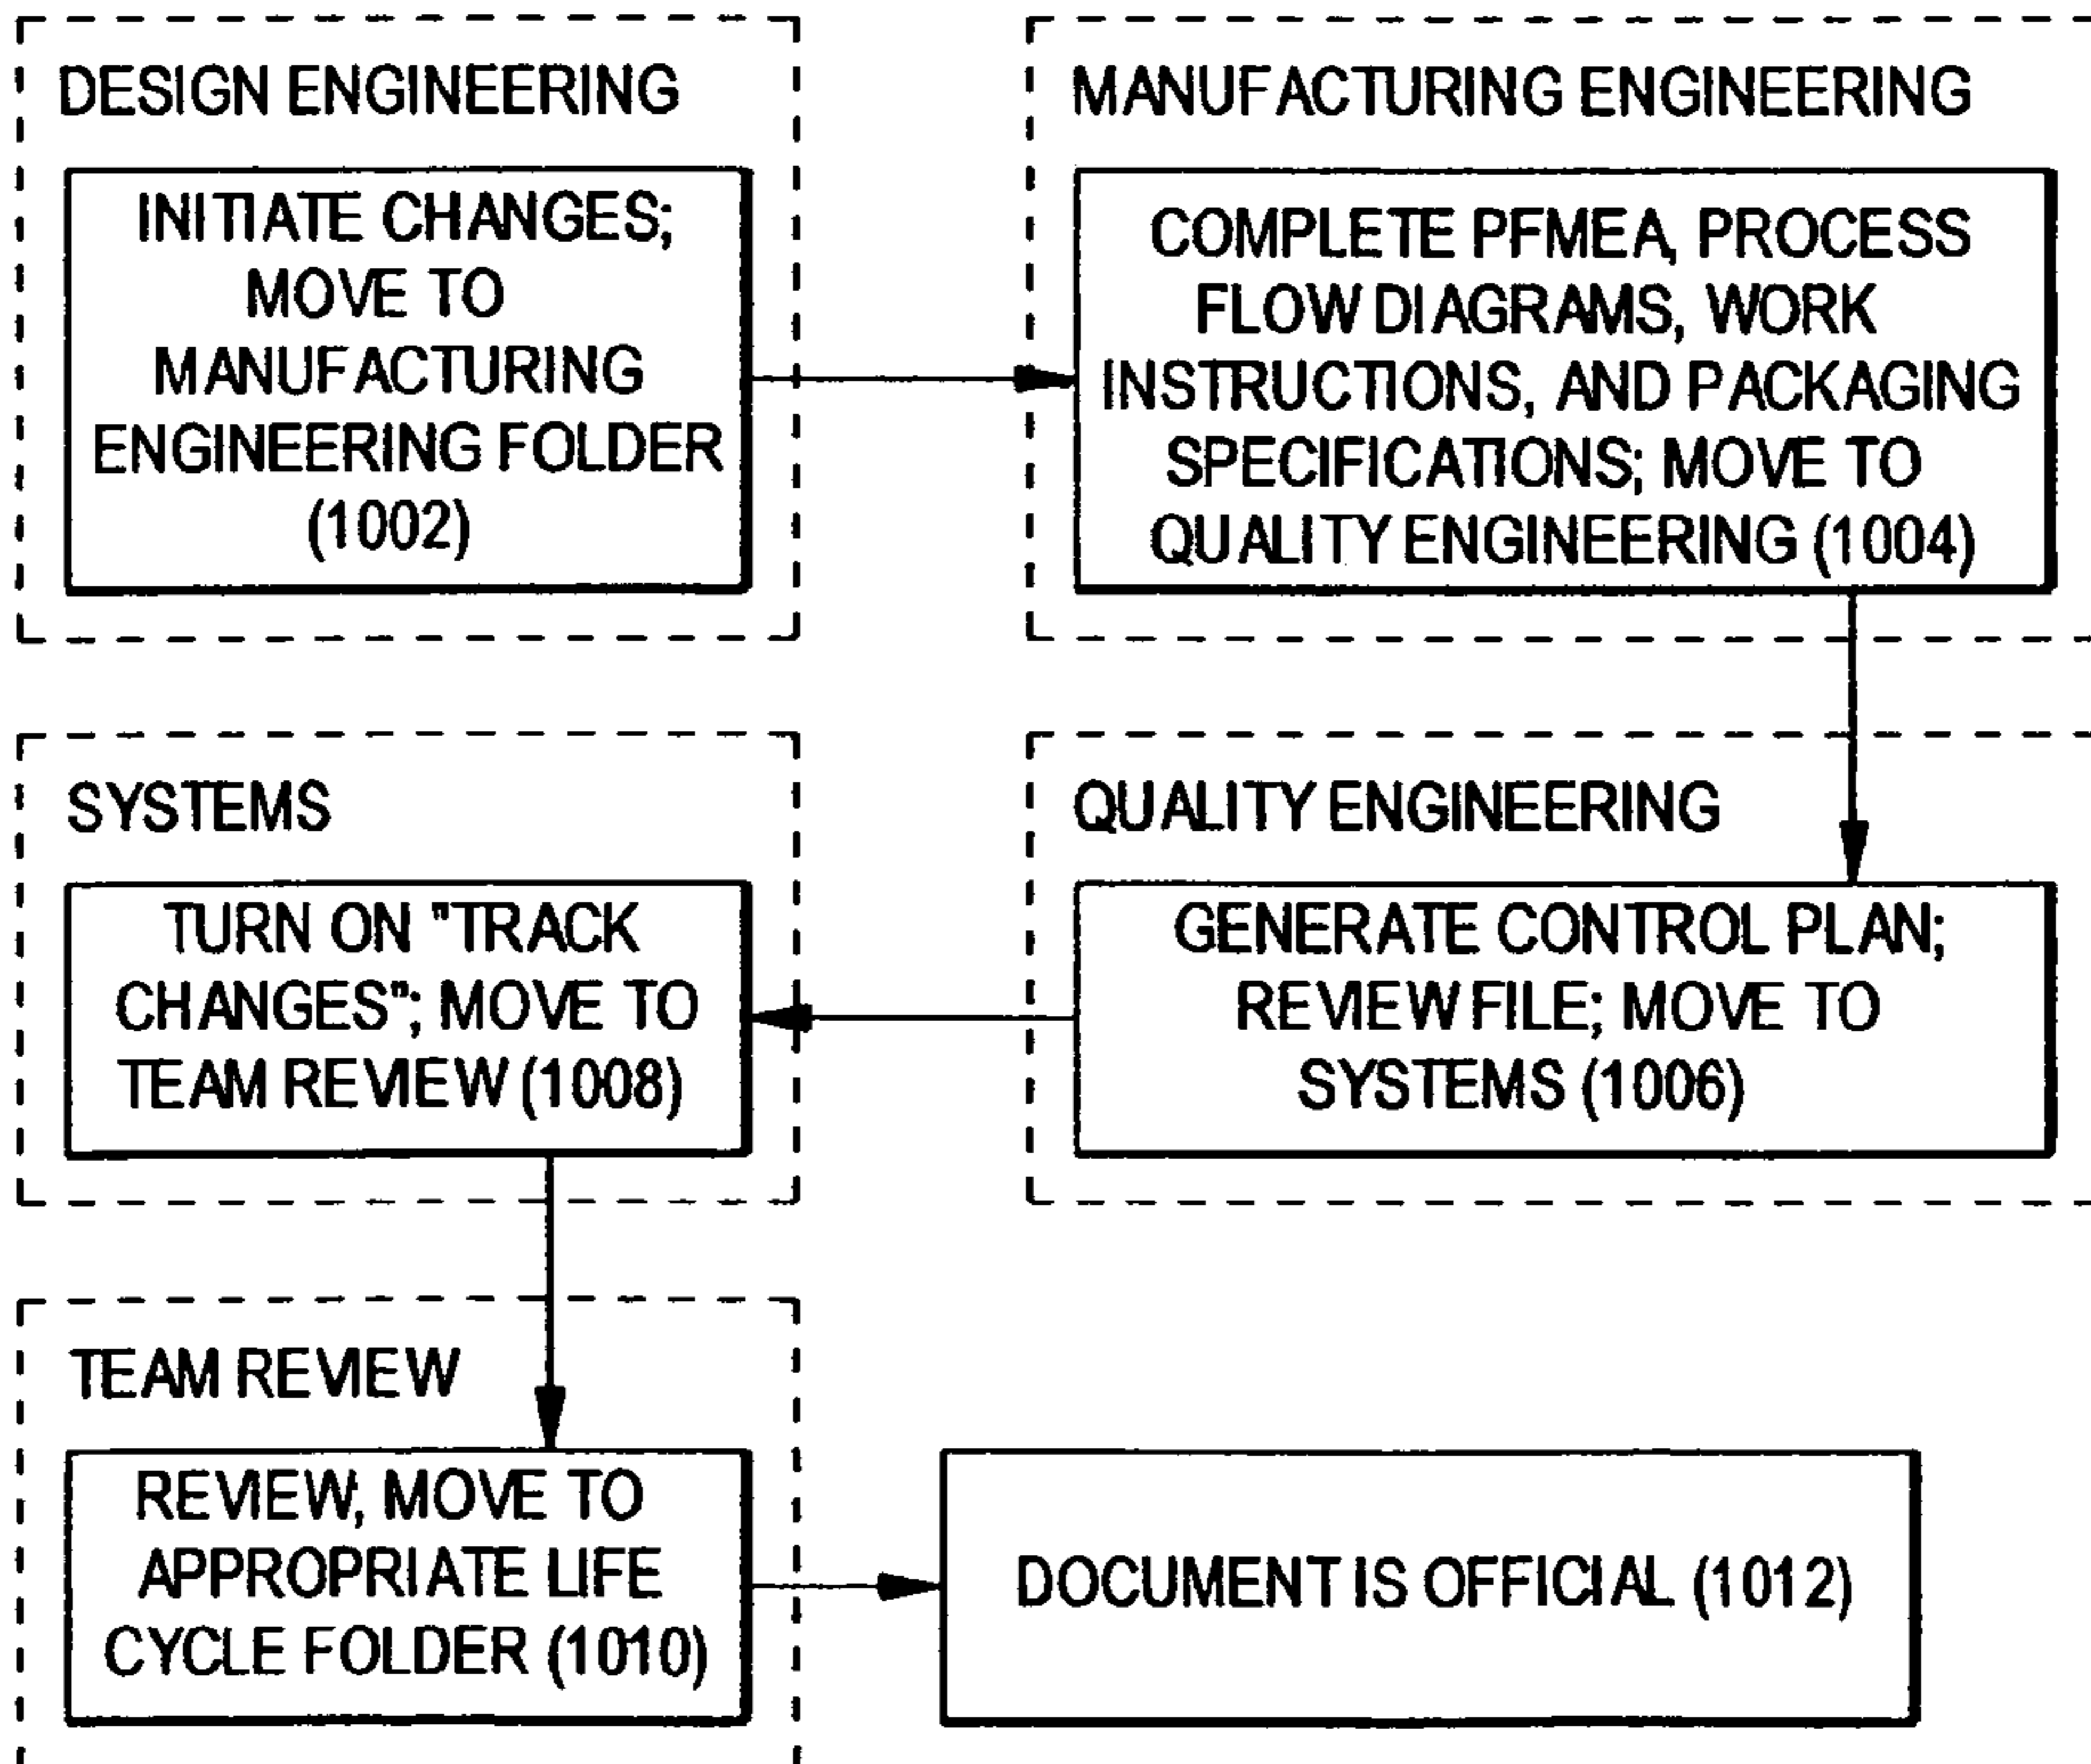 DESIGN ENGINEERING
INITIATE CHANGES;
MOVE TO
MANUFACTURING
ENGINEERING FOLDER
(1002)
MANUFACTURING ENGINEERING
COMPLETE PFMEA, PROCESS
FLOW DIAGRAMS, WORK
INSTRUCTIONS, AND PACKAGING
SPECIFICATIONS; MOVE TO
QUALITY ENGINEERING (1004)
SYSTEMS
TURN ON "TRACK
CHANGES"; MOVE TO
TEAM REVIEW (1008)
QUALITY ENGINEERING
GENERATE CONTROL PLAN;
REVIEW FILE; MOVE TO
SYSTEMS (1006)
TEAM REVIEW
REVIEW, MOVE TO
APPROPRIATE LIFE
CYCLE FOLDER (1010)
DOCUMENT IS OFFICIAL (1012)